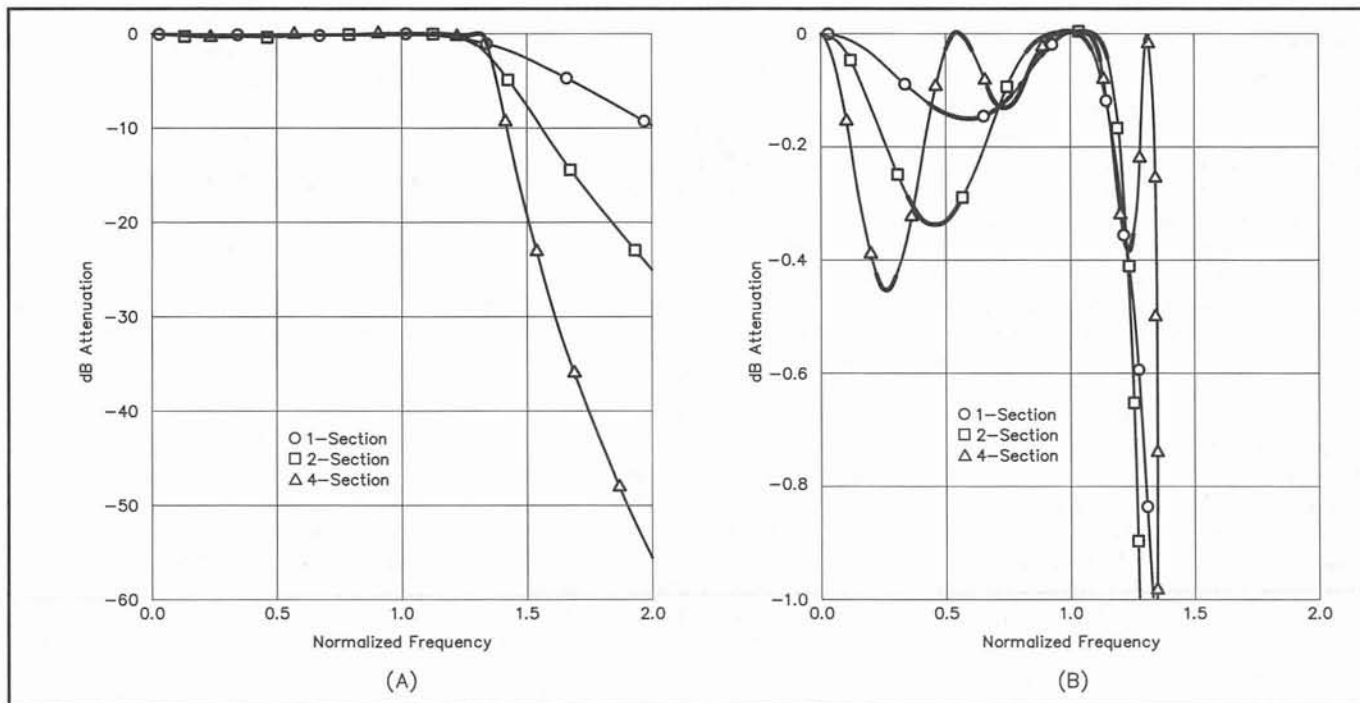 0
−10
−20
−30
−40
−50
−60
dB Attenuation
1−Section
2−Section
4−Section
0.0
0.5
1.0
1.5
2.0
Normalized Frequency
(A)
0
−0.2
−0.4
−0.6
−0.8
−1.0
dB Attenuation
1−Section
2−Section
4−Section
0.0
0.5
1.0
1.5
2.0
Normalized Frequency
(B)